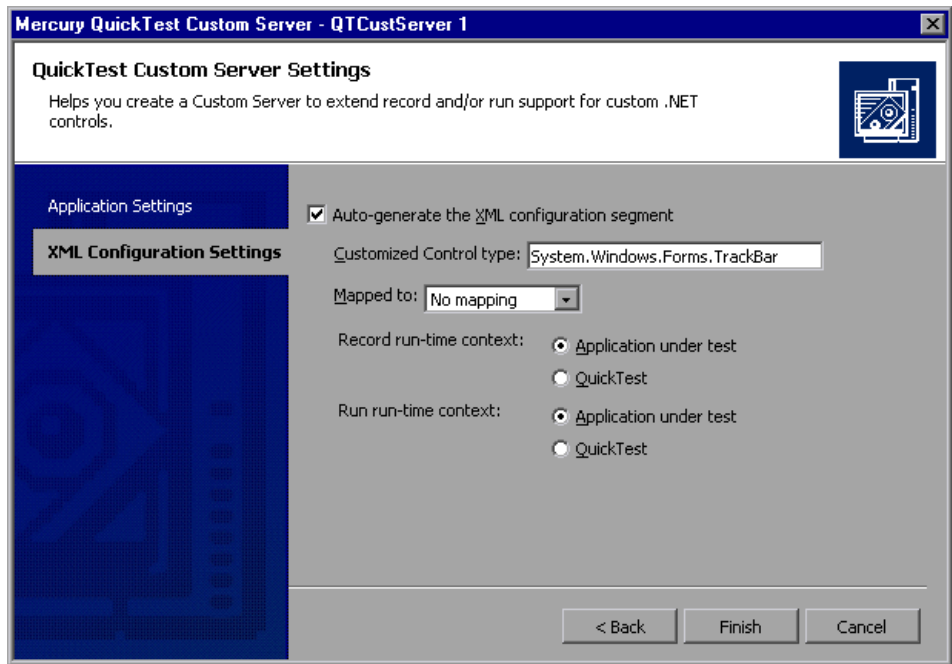 Mercury QuickTest Custom Server - QTCustServer 1
QuickTest Custom Server Settings
Helps you create a Custom Server to extend record and/or run support for custom .NET
controls.
Application Settings
XML Configuration Settings
Auto-generate the XML configuration segment
Customized Control type: System.Windows.Forms.TrackBar
Mapped to: No mapping
Record run-time context: Application under test
QuickTest
Run run-time context: Application under test
QuickTest
< Back Finish Cancel